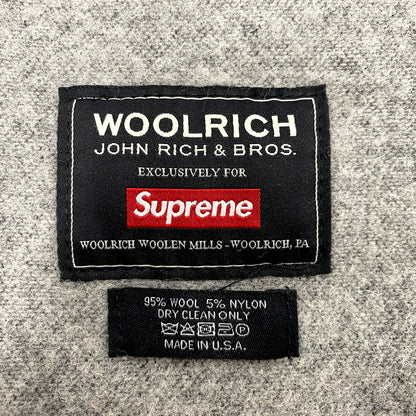 WOOLRICH
JOHN RICH & BROS.
EXCLUSIVELY FOR
Supreme
WOOLRICH WOOLEN MILLS - WOOLRICH, PA
95% WOOL 5% NYLON
DRY CLEAN ONLY
MADE IN U.S.A.